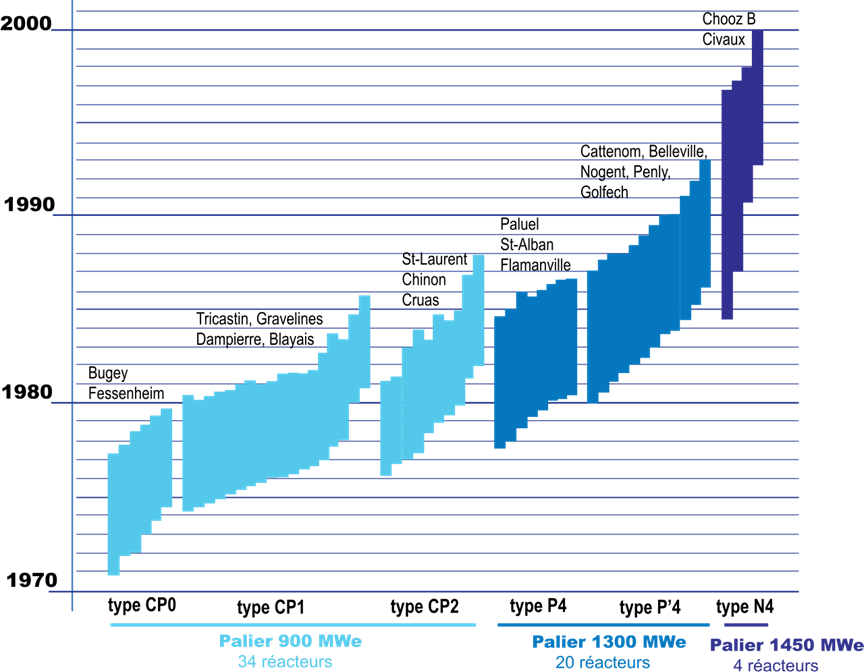 2000
Chooz B
Civaux
Cattenom, Belleville,
Nogent, Penly,
Golfech
1990
Paluel
St-Alban
Flamanville
St-Laurent
Chinon
Cruas
Tricastin, Gravelines
Dampierre, Blayais
Bugey
Fessenheim
1980
1970
type CP0
type CP1
type CP2
type P4
type P'4
type N4
Palier 900 MWe
34 réacteurs
Palier 1300 MWe
20 réacteurs
Palier 1450 MWe
4 réacteurs